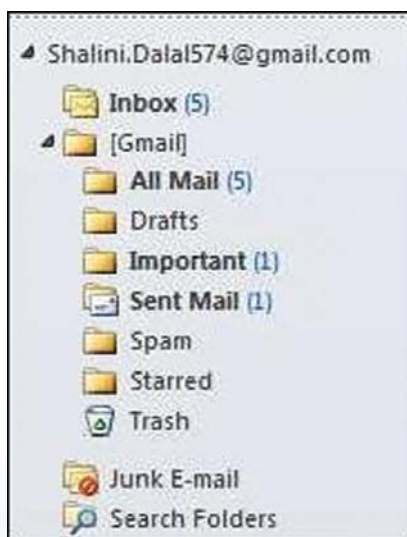 Shalini.Dalal574@gmail.com
Inbox (5)
[Gmail]
All Mail (5)
Drafts
Important (1)
Sent Mail (1)
Spam
Starred
Trash
Junk E-mail
Search Folders